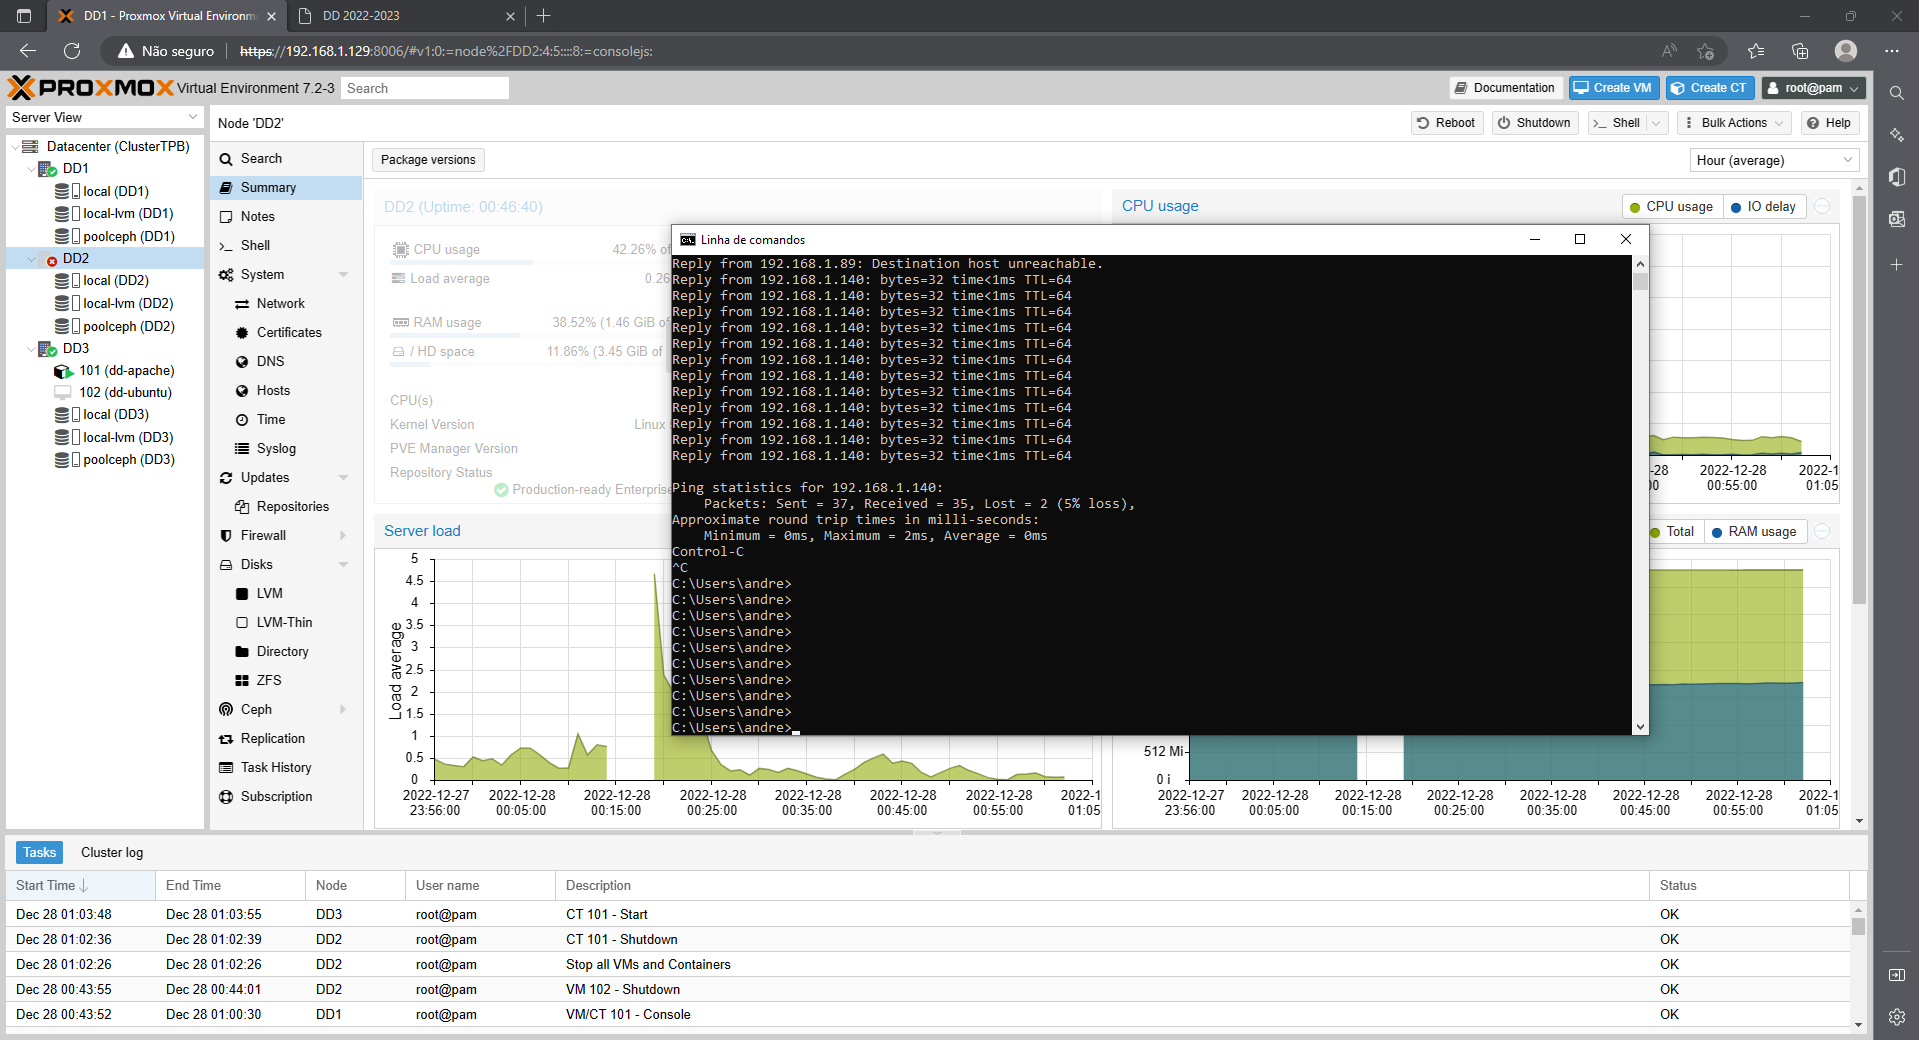 DD1 - Proxmox Virtual Environm
DD 2022-2023
Não seguro
https://192.168.1.129:8006/#v1:0:=node%2FDD2:4:5::::8:=consolejs:
PROXMOX Virtual Environment 7.2-3
Search
Documentation
Create VM
Create CT
root@pam
Server View
Node 'DD2'
Reboot
Shutdown
Shell
Bulk Actions
Help
Datacenter (ClusterTPB)
DD1
local (DD1)
local-lvm (DD1)
poolceph (DD1)
DD2
local (DD2)
local-lvm (DD2)
poolceph (DD2)
DD3
101 (dd-apache)
102 (dd-ubuntu)
local (DD3)
local-lvm (DD3)
poolceph (DD3)
Search
Summary
Notes
Shell
System
Network
Certificates
DNS
Hosts
Time
Syslog
Updates
Repositories
Firewall
Disks
LVM
LVM-Thin
Directory
ZFS
Ceph
Replication
Task History
Subscription
Package versions
Hour (average)
DD2 (Uptime: 00:46:40)
CPU usage
42.26% of
Load average
0.26
RAM usage
38.52% (1.46 GiB of
/ HD space
11.86% (3.45 GiB of
CPU(s)
Kernel Version
Linux
PVE Manager Version
Repository Status
Production-ready Enterprise
CPU usage
CPU usage
IO delay
-28
00
2022-12-28
00:55:00
2022-1
01:05
Linha de comandos
Reply from 192.168.1.89: Destination host unreachable.
Reply from 192.168.1.140: bytes=32 time<1ms TTL=64
Reply from 192.168.1.140: bytes=32 time<1ms TTL=64
Reply from 192.168.1.140: bytes=32 time<1ms TTL=64
Reply from 192.168.1.140: bytes=32 time<1ms TTL=64
Reply from 192.168.1.140: bytes=32 time<1ms TTL=64
Reply from 192.168.1.140: bytes=32 time<1ms TTL=64
Reply from 192.168.1.140: bytes=32 time<1ms TTL=64
Reply from 192.168.1.140: bytes=32 time<1ms TTL=64
Reply from 192.168.1.140: bytes=32 time<1ms TTL=64
Reply from 192.168.1.140: bytes=32 time<1ms TTL=64
Reply from 192.168.1.140: bytes=32 time<1ms TTL=64
Reply from 192.168.1.140: bytes=32 time<1ms TTL=64
Ping statistics for 192.168.1.140:
Packets: Sent = 37, Received = 35, Lost = 2 (5% loss),
Approximate round trip times in milli-seconds:
Minimum = 0ms, Maximum = 2ms, Average = 0ms
Control-C
^C
C:\Users\andre>
C:\Users\andre>
C:\Users\andre>
C:\Users\andre>
C:\Users\andre>
C:\Users\andre>
C:\Users\andre>
C:\Users\andre>
C:\Users\andre>
C:\Users\andre>
Server load
Load average
5
4.5
4
3.5
3
2.5
2
1.5
1
0.5
0
2022-12-27 23:56:00
2022-12-28 00:05:00
2022-12-28 00:15:00
2022-12-28 00:25:00
2022-12-28 00:35:00
2022-12-28 00:45:00
2022-12-28 00:55:00
2022-1 01:05
Total
RAM usage
512 Mi
0 i
2022-12-27 23:56:00
2022-12-28 00:05:00
2022-12-28 00:15:00
2022-12-28 00:25:00
2022-12-28 00:35:00
2022-12-28 00:45:00
2022-12-28 00:55:00
2022-1 01:05
Tasks
Cluster log
Start Time End Time Node User name Description Status
Dec 28 01:03:48 Dec 28 01:03:55 DD3 root@pam CT 101 - Start OK
Dec 28 01:02:36 Dec 28 01:02:39 DD2 root@pam CT 101 - Shutdown OK
Dec 28 01:02:26 Dec 28 01:02:26 DD2 root@pam Stop all VMs and Containers OK
Dec 28 00:43:55 Dec 28 00:44:01 DD2 root@pam VM 102 - Shutdown OK
Dec 28 00:43:52 Dec 28 01:00:30 DD1 root@pam VM/CT 101 - Console OK